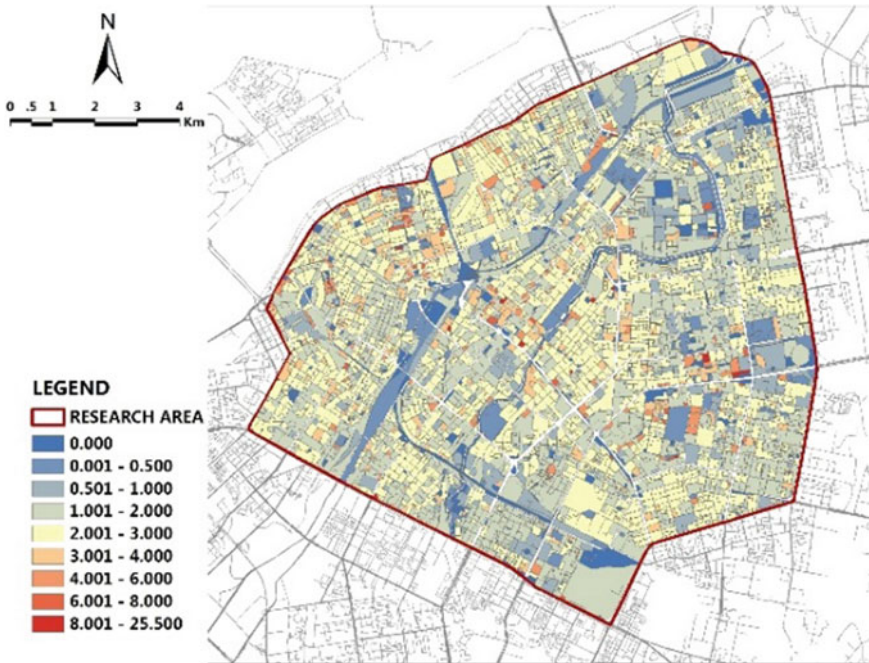 N
0 .5 1 2 3 4
Km
LEGEND
RESEARCH AREA
0.000
0.001 - 0.500
0.501 - 1.000
1.001 - 2.000
2.001 - 3.000
3.001 - 4.000
4.001 - 6.000
6.001 - 8.000
8.001 - 25.500